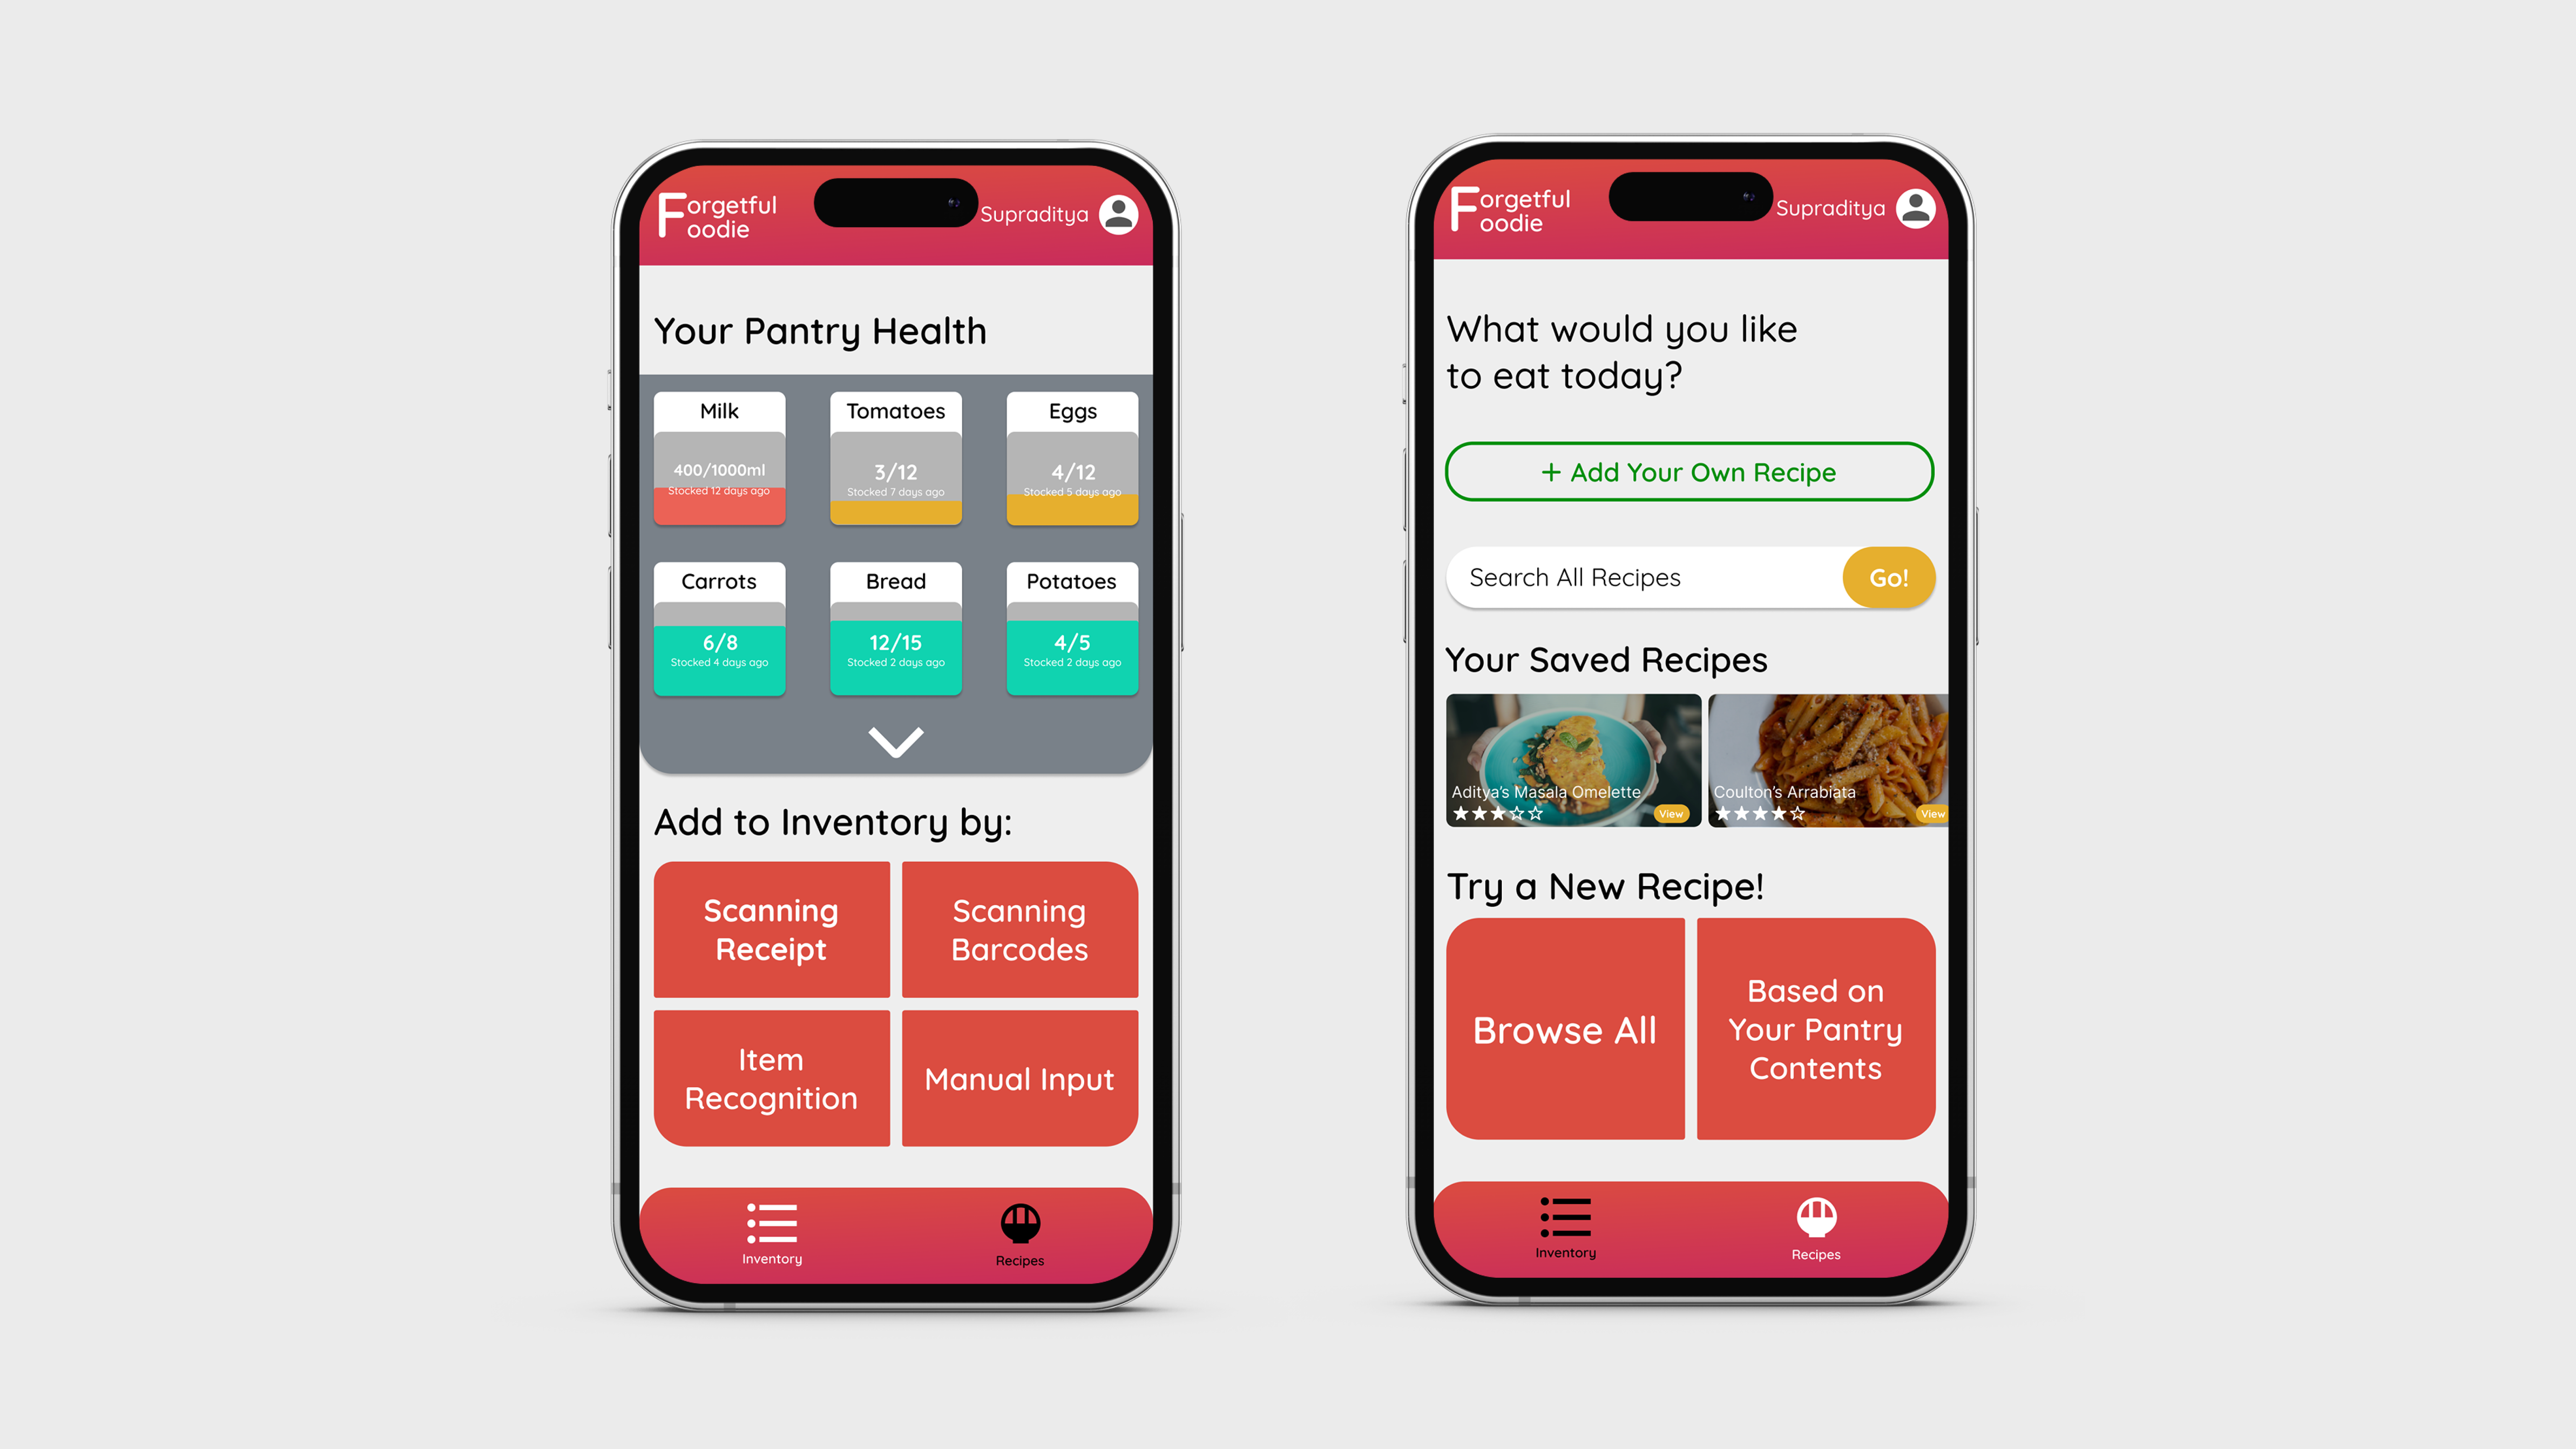 Forgetful
Foodie
Supraditya
Your Pantry Health
Milk
400/1000ml
Stocked 12 days ago
Tomatoes
3/12
Stocked 7 days ago
Eggs
4/12
Stocked 5 days ago
Carrots
6/8
Stocked 4 days ago
Bread
12/15
Stocked 2 days ago
Potatoes
4/5
Stocked 2 days ago
Add to Inventory by:
Scanning
Receipt
Scanning
Barcodes
Item
Recognition
Manual Input
Inventory
Recipes
Forgetful
Foodie
Supraditya
What would you like
to eat today?
+ Add Your Own Recipe
Search All Recipes
Go!
Your Saved Recipes
Aditya's Masala Omelette
View
Coulton's Arrabiata
View
Try a New Recipe!
Browse All
Based on
Your Pantry
Contents
Inventory
Recipes